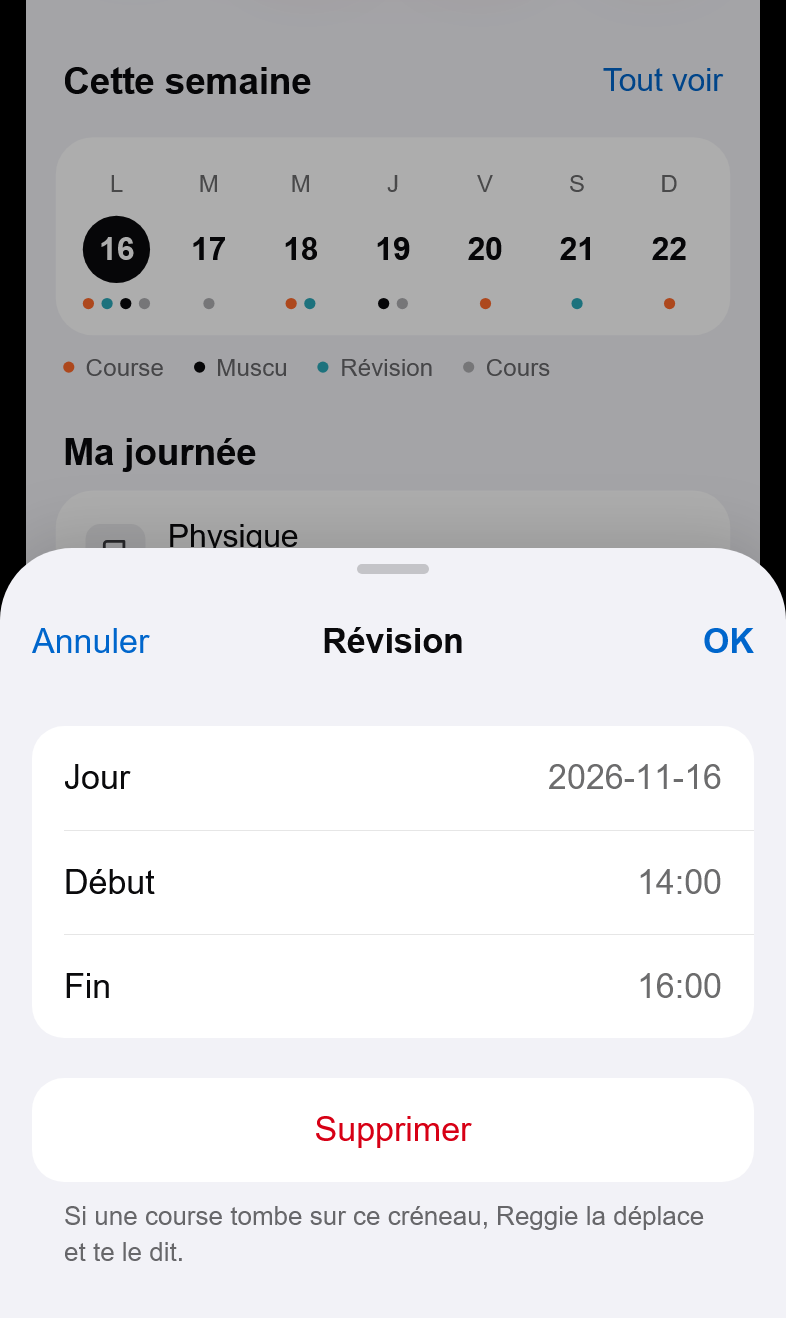 Cette semaine
Tout voir
L M M J V S D
16 17 18 19 20 21 22
Course Muscu Révision Cours
Ma journée
Physique
Annuler Révision OK
Jour 2026-11-16
Début 14:00
Fin 16:00
Supprimer
Si une course tombe sur ce créneau, Reggie la déplace
et te le dit.